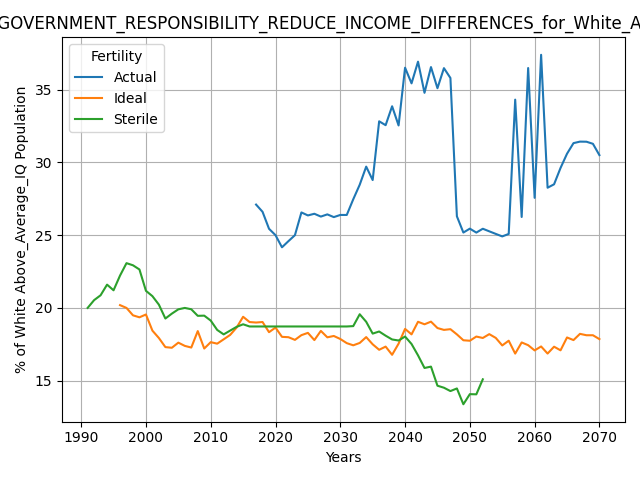 GOVERNMENT_RESPONSIBILITY_REDUCE_INCOME_DIFFERENCES_for_White_A
Fertility
Actual
Ideal
Sterile
% of White Above_Average_IQ Population
35
30
25
20
15
1990 2000 2010 2020 2030 2040 2050 2060 2070
Years